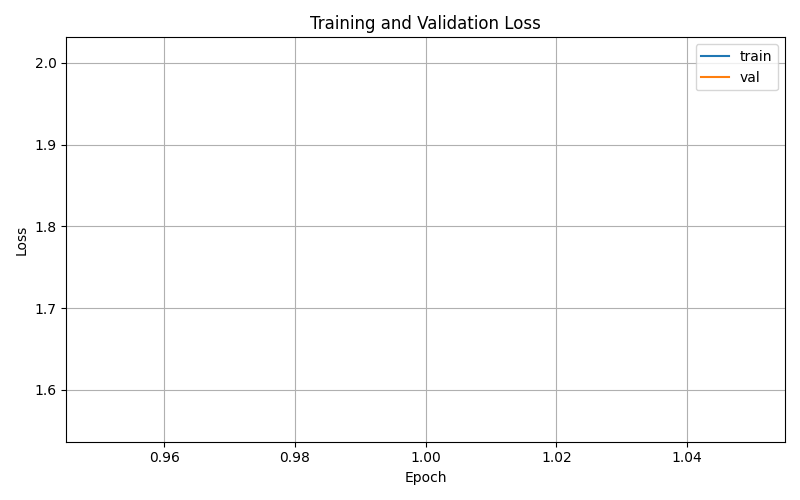 Training and Validation Loss
train
val
2.0
1.9
1.8
1.7
1.6
Loss
0.96 0.98 1.00 1.02 1.04
Epoch